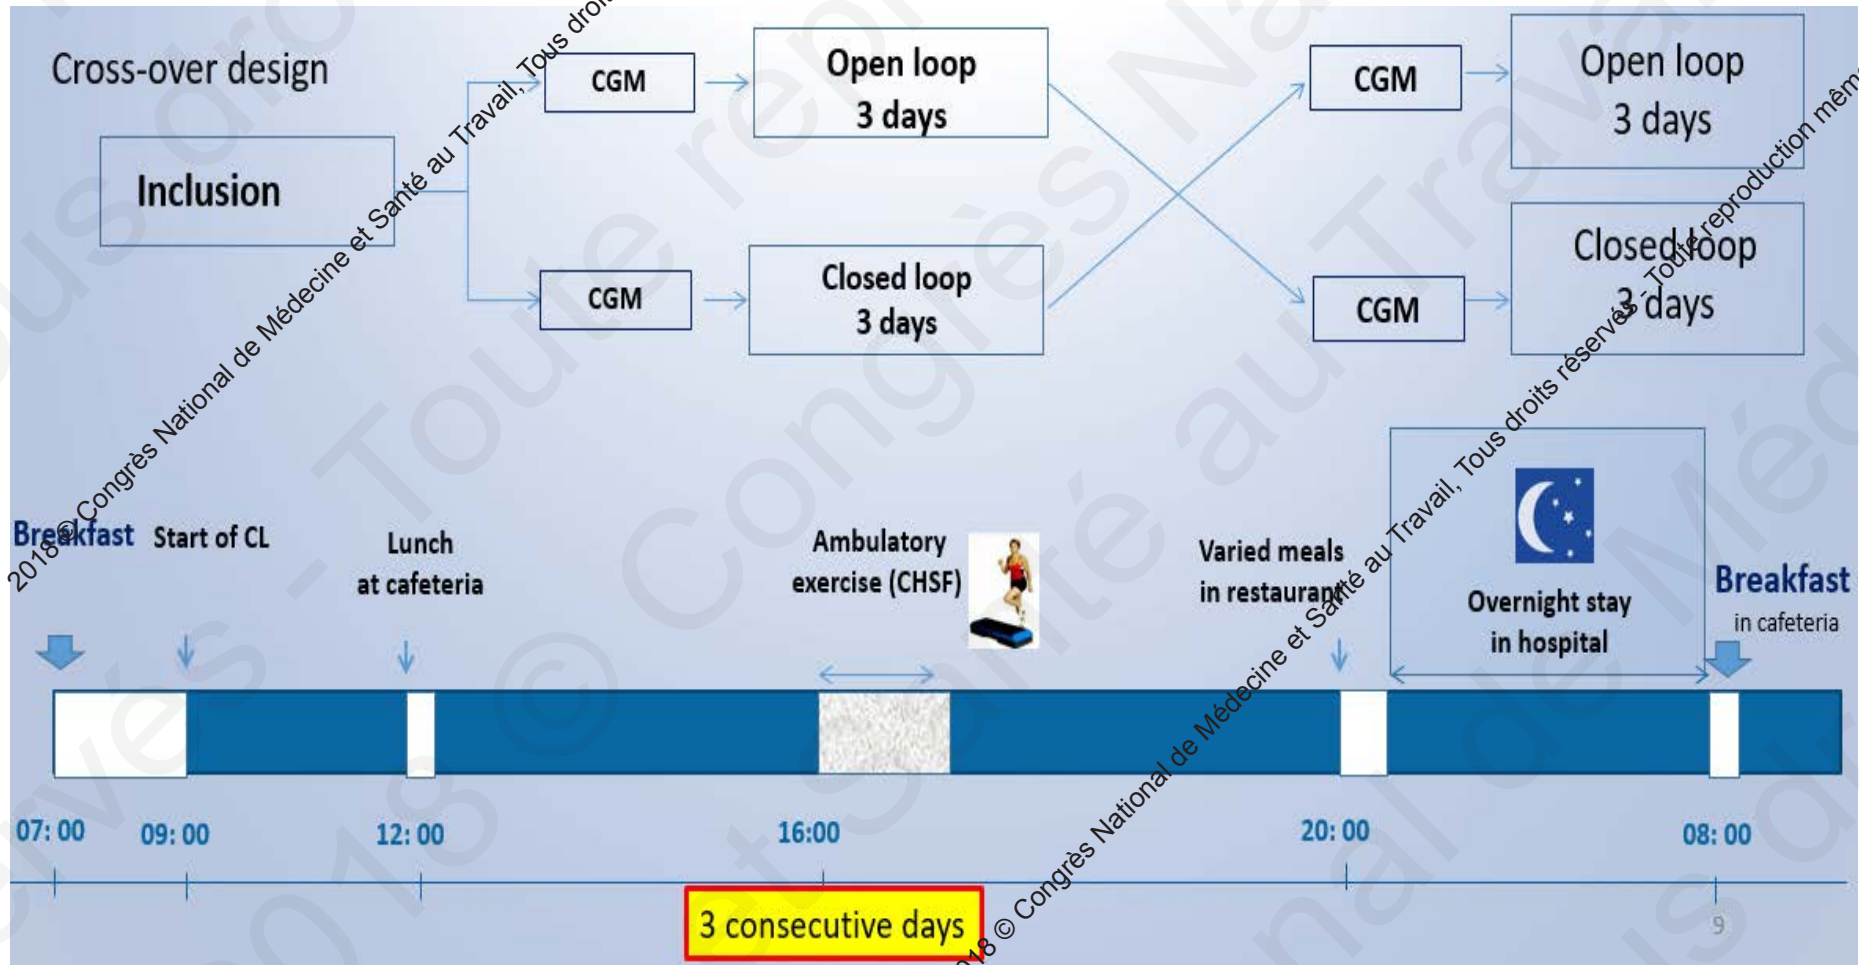 Cross-over design
Inclusion
CGM
Open loop
3 days
CGM
Open loop
3 days
CGM
Closed loop
3 days
CGM
Closed loop
3 days
Breakfast
Start of CL
Lunch
at cafeteria
Ambulatory
exercise (CHSF)
Varied meals
in restaurant
Overnight stay
in hospital
Breakfast
in cafeteria
07: 00
09: 00
12: 00
16:00
20: 00
08: 00
3 consecutive days
9
2018 © Congrès National de Médecine et Santé au Travail, Tous droi
2018 © Congrès National de Médecine et Santé au Travail, Tous droits réservés - Toute reproduction mêm